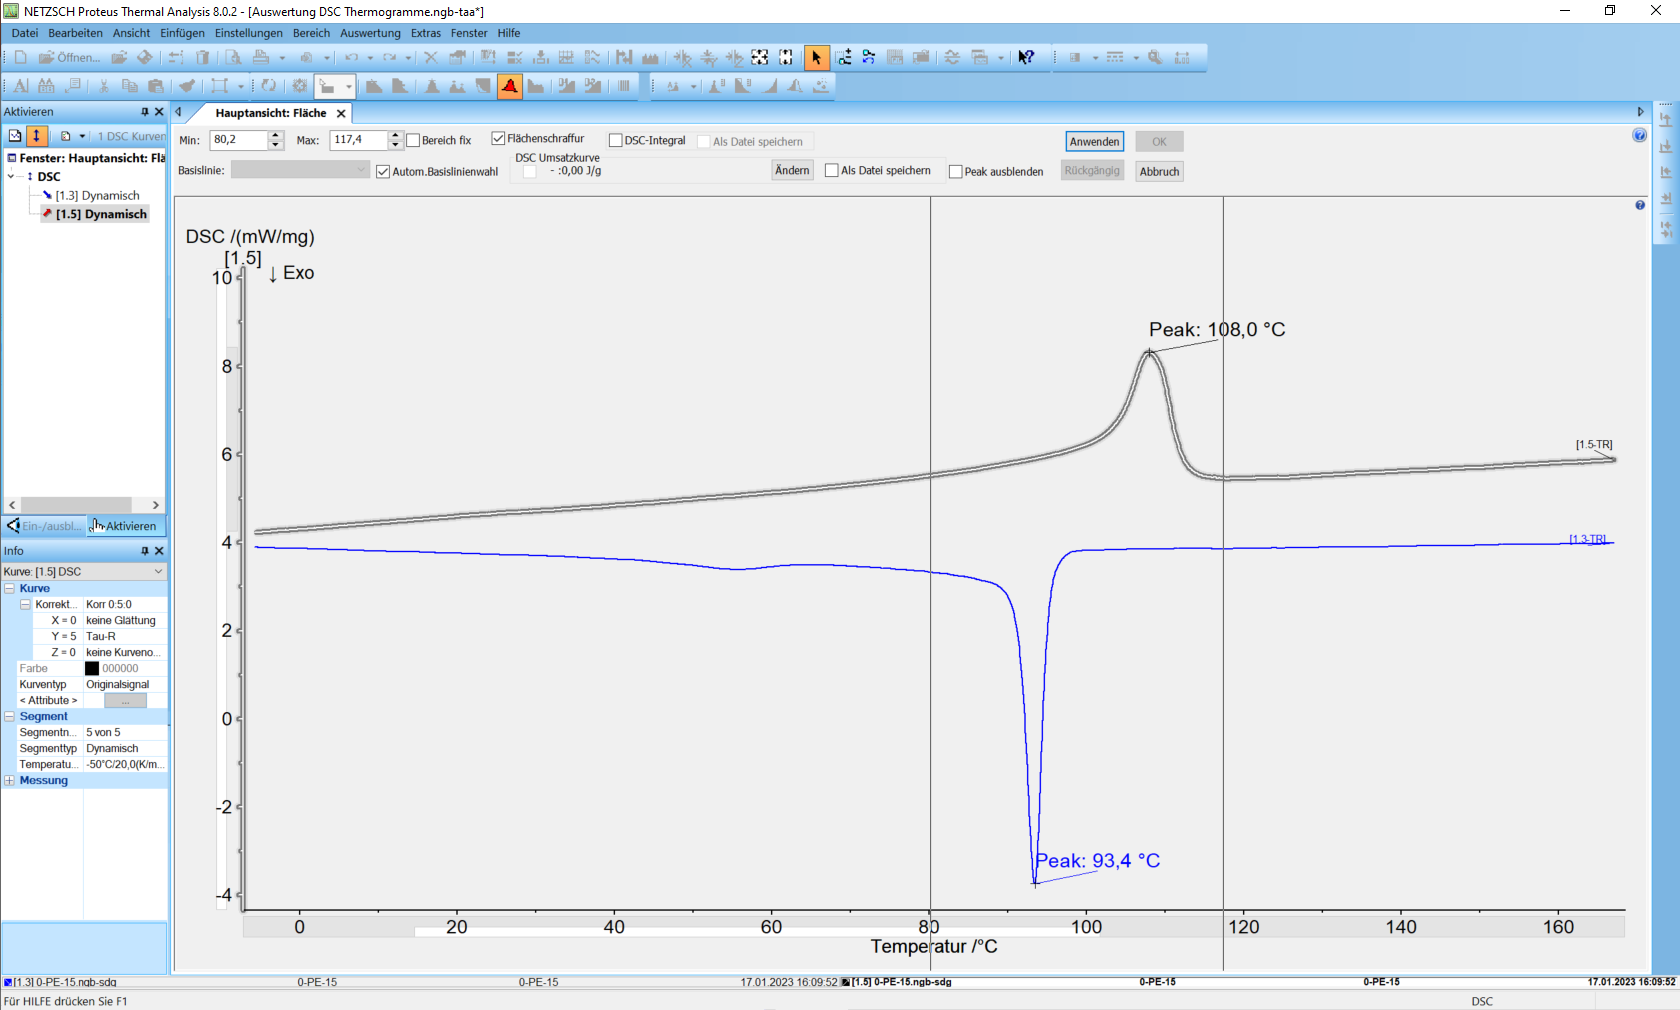 NETZSCH Proteus Thermal Analysis 8.0.2 - [Auswertung DSC Thermogramme.ngb-taa*]
Datei Bearbeiten Ansicht Einfügen Einstellungen Bereich Auswertung Extras Fenster Hilfe
Öffnen...
Aktivieren
1 DSC Kurven
Fenster: Hauptansicht: Flä
DSC
[1.3] Dynamisch
[1.5] Dynamisch
Ein-/ausbl... Aktivieren
Info
Kurve: [1.5] DSC
Kurve
Korrekt... Korr 0:5:0
X = 0 keine Glättung
Y = 5 Tau-R
Z = 0 keine Kurveno...
Farbe 000000
Kurventyp Originalsignal
< Attribute > ...
Segment
Segmentn... 5 von 5
Segmenttyp Dynamisch
Temperatu... -50°C/20,0(K/m...
Messung
Hauptansicht: Fläche
Min: 80,2 Max: 117,4 Bereich fix Flächenschraffur DSC-Integral Als Datei speichern Anwenden OK
Basislinie: Autom.Basislinienwahl DSC Umsatzkurve - :0,00 J/g Ändern Als Datei speichern Peak ausblenden Rückgängig Abbruch
DSC /(mW/mg)
[1.5]
↓ Exo
10
8
6
4
2
0
-2
-4
Peak: 108,0 °C
[1.5-TR]
[1.3-TR]
Peak: 93,4 °C
0 20 40 60 80 100 120 140 160
Temperatur /°C
[1.3] 0-PE-15.ngb-sdg 0-PE-15 0-PE-15 17.01.2023 16:09:52 [1.5] 0-PE-15.ngb-sdg 0-PE-15 0-PE-15 17.01.2023 16:09:52
Für HILFE drücken Sie F1 DSC